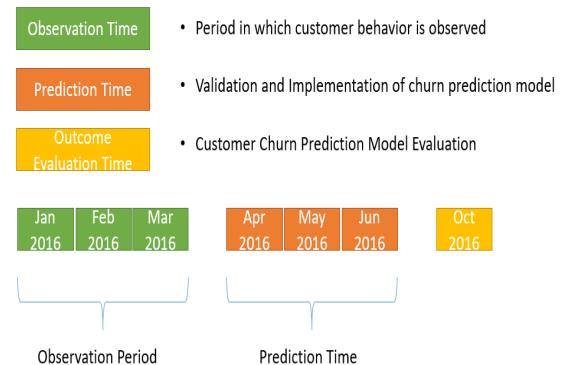 Observation Time
• Period in which customer behavior is observed
Prediction Time
• Validation and Implementation of churn prediction model
Outcome
Evaluation Time
• Customer Churn Prediction Model Evaluation
Jan Feb Mar Apr May Jun Oct
2016 2016 2016 2016 2016 2016 2016
Observation Period Prediction Time